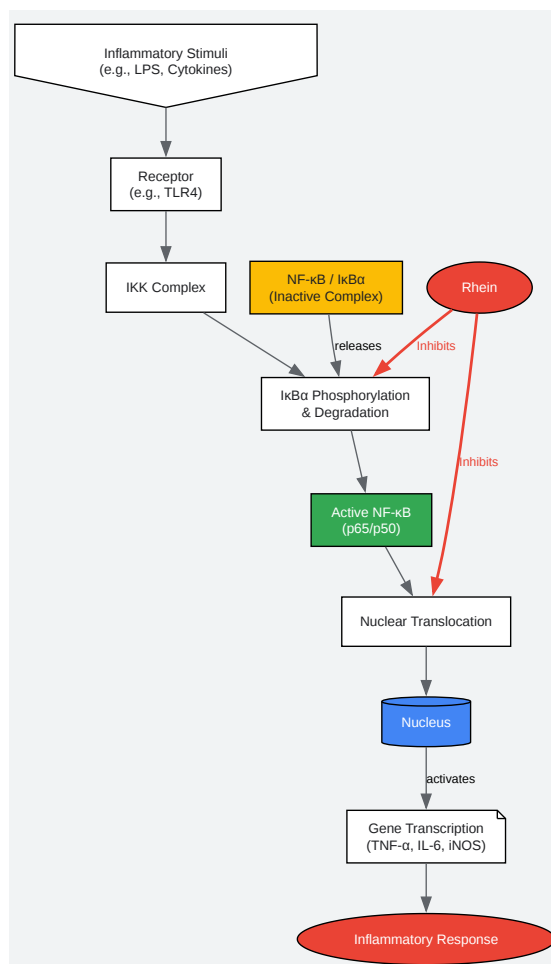 Inflammatory Stimuli
(e.g., LPS, Cytokines)
Receptor
(e.g., TLR4)
IKK Complex
NF-κB / IκBα
(Inactive Complex)
Rhein
releases
Inhibits
IκBα Phosphorylation
& Degradation
Inhibits
Active NF-κB
(p65/p50)
Nuclear Translocation
Nucleus
activates
Gene Transcription
(TNF-α, IL-6, iNOS)
Inflammatory Response